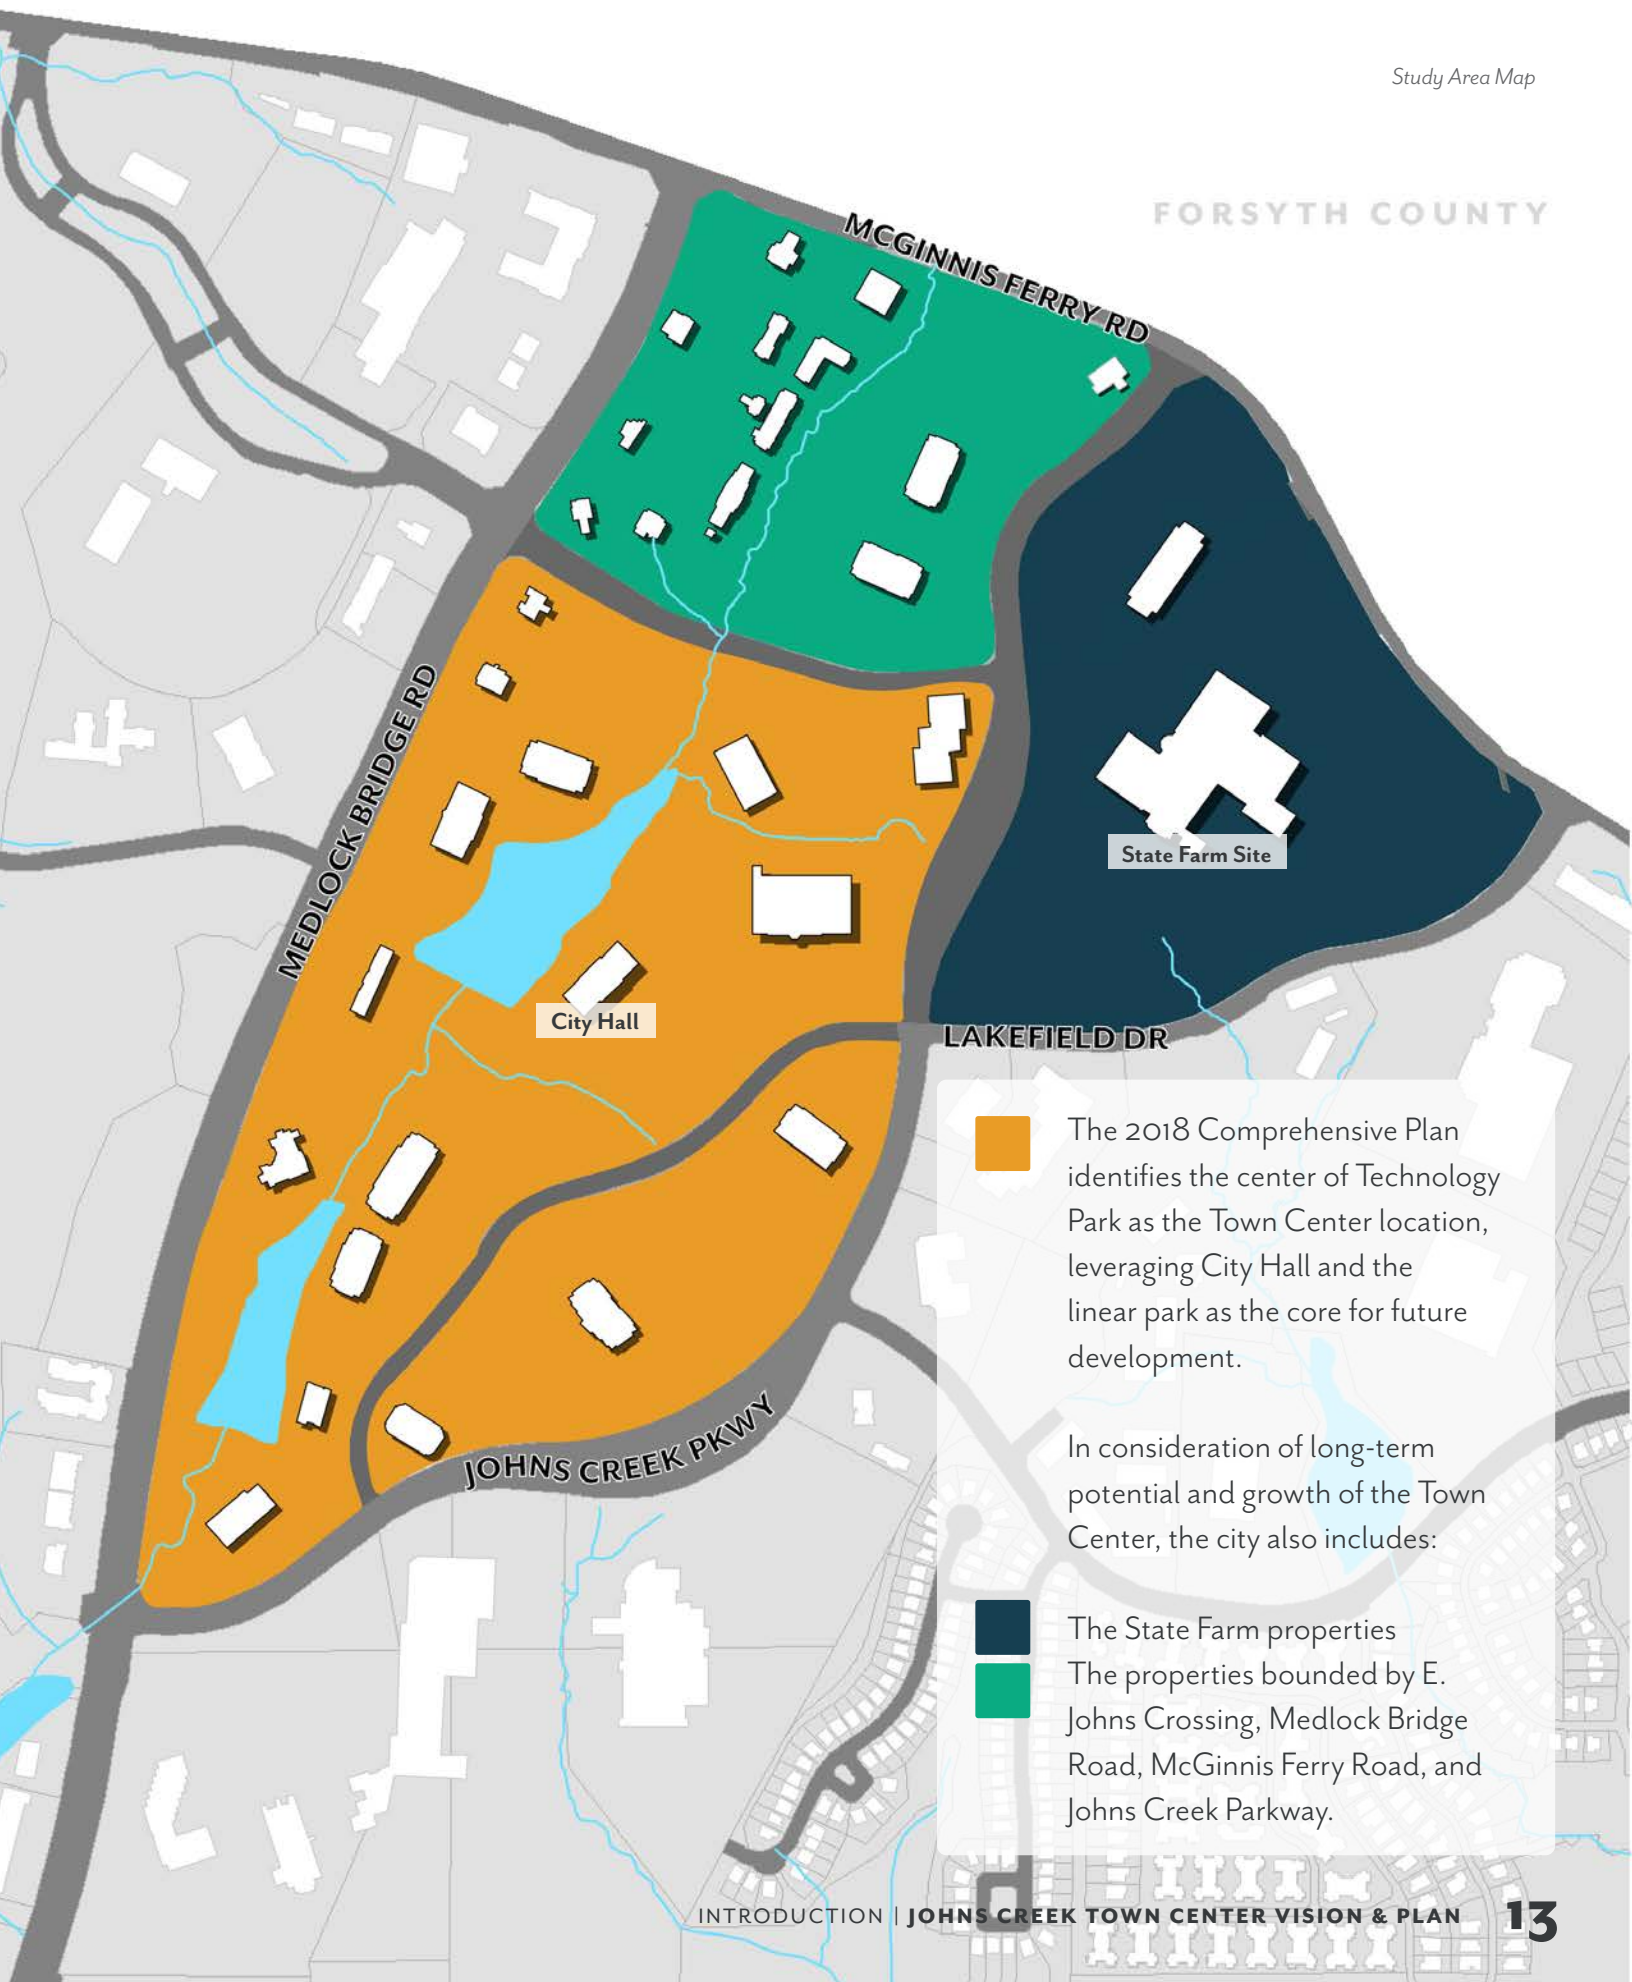 Study Area Map
FORSYTH COUNTY
MCGINNIS FERRY RD
MEDLOCK BRIDGE RD
State Farm Site
City Hall
LAKEFIELD DR
JOHNS CREEK PKWY
The 2018 Comprehensive Plan
identifies the center of Technology
Park as the Town Center location,
leveraging City Hall and the
linear park as the core for future
development.
In consideration of long-term
potential and growth of the Town
Center, the city also includes:
The State Farm properties
The properties bounded by E.
Johns Crossing, Medlock Bridge
Road, McGinnis Ferry Road, and
Johns Creek Parkway.
INTRODUCTION | JOHNS CREEK TOWN CENTER VISION & PLAN 13